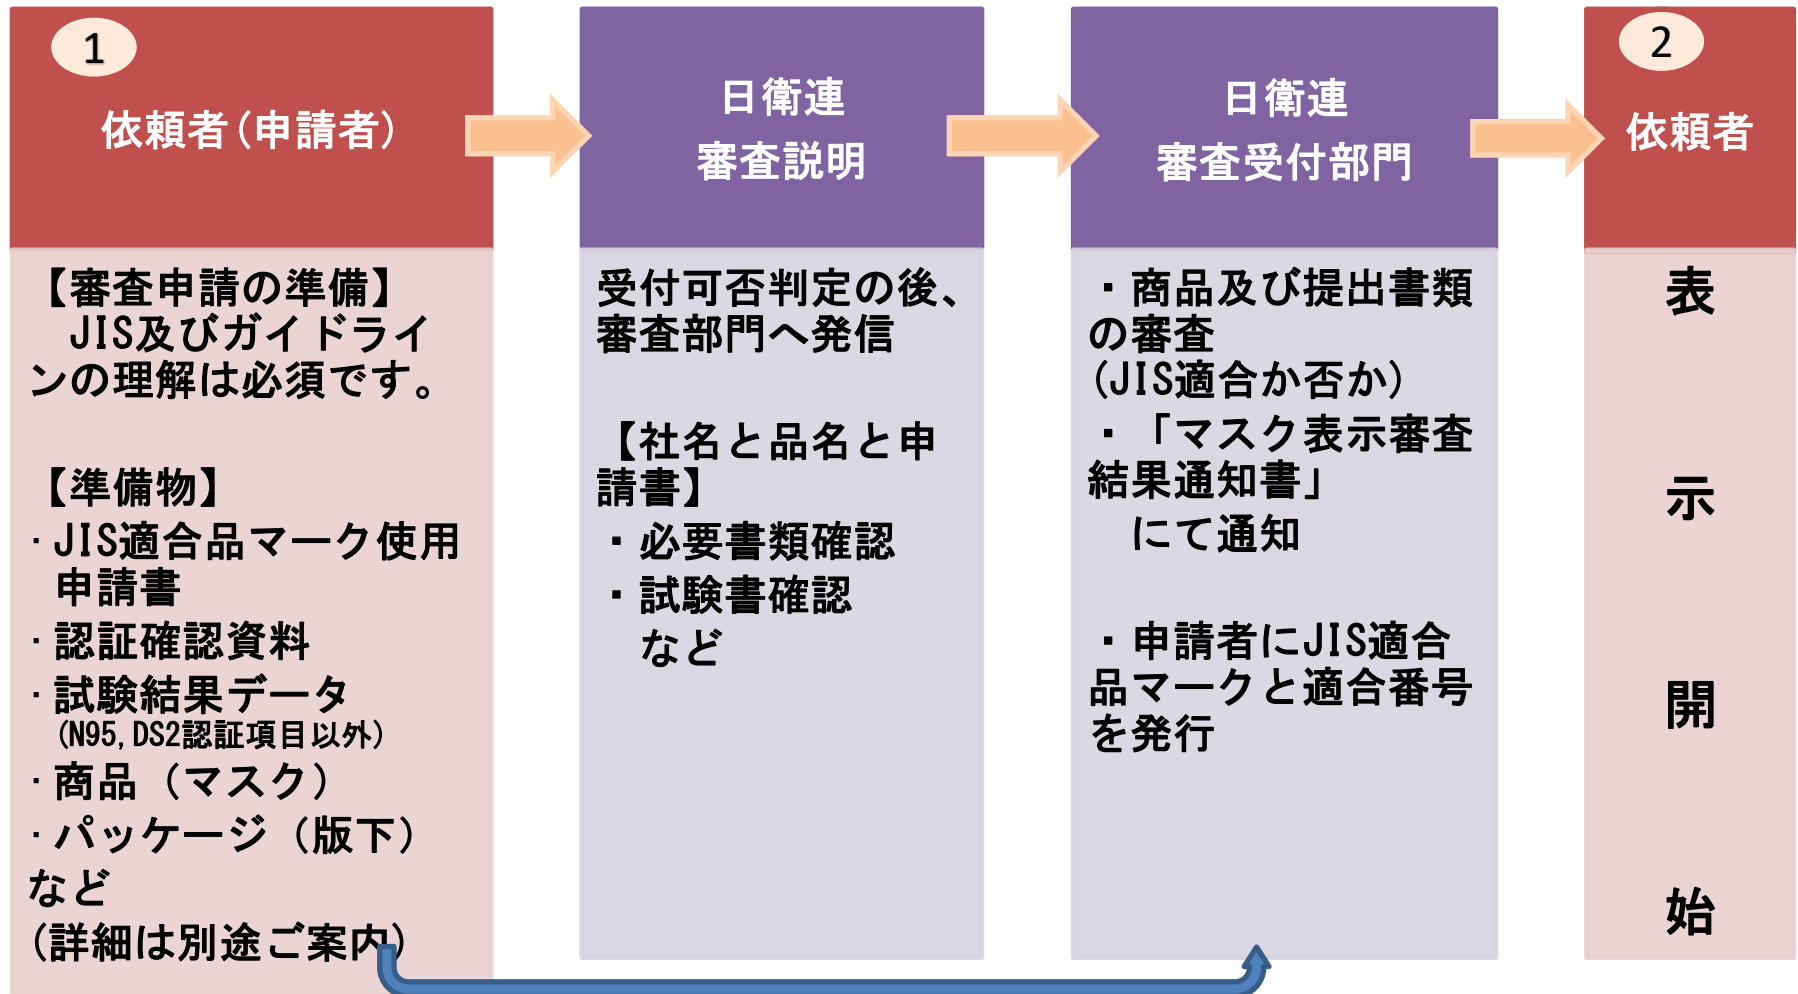 1
依頼者(申請者)
【審査申請の準備】
JIS及びガイドライ
ンの理解は必須です。
【準備物】
・JIS適合品マーク使用
申請書
・認証確認資料
・試験結果データ
(N95,DS2認証項目以外)
・商品（マスク）
・パッケージ（版下）
など
(詳細は別途ご案内)
日衛連
審査説明
受付可否判定の後、
審査部門へ発信
【社名と品名と申
請書】
・必要書類確認
・試験書確認
など
日衛連
審査受付部門
・商品及び提出書類
の審査
(JIS適合か否か)
・「マスク表示審査
結果通知書」
にて通知
・申請者にJIS適合
品マークと適合番号
を発行
2
依頼者
表
示
開
始